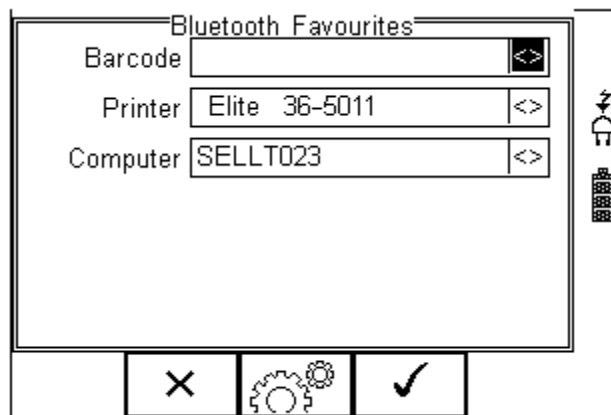 Bluetooth Favourites
Barcode <>
Printer Elite 36-5011 <>
Computer SELLT023 <>